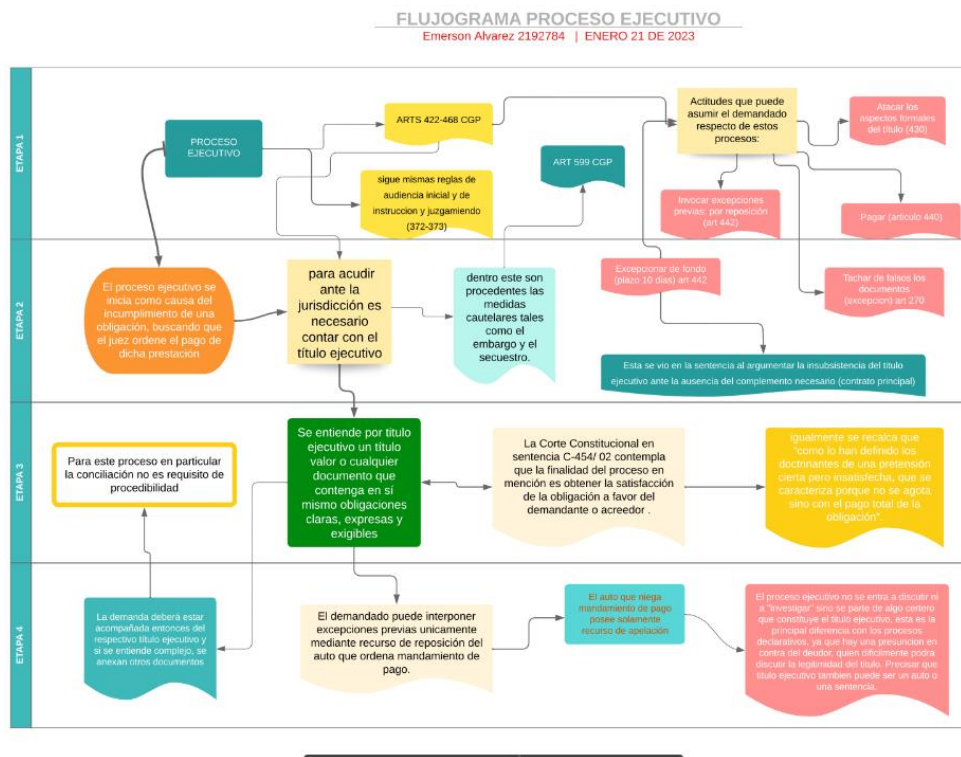 FLUJOGRAMA PROCESO EJECUTIVO
Emerson Alvarez 2192784 | ENERO 21 DE 2023
ETAPA 1
PROCESO
EJECUTIVO
ARTS 422-468 CGP
sigue mismas reglas de
audiencia inicial y de
instruccion y juzgamiendo
(372-373)
ART 599 CGP
Actitudes que puede
asumir el demandado
respecto de estos
procesos:
Atacar los
aspectos formales
del título (430)
Invocar excepciones
previas: por reposición
(art 442)
Pagar (articulo 440)
ETAPA 2
El proceso ejecutivo se
inicia como causa del
incumplimiento de una
obligación, buscando que
el juez ordene el pago de
dicha prestación
para acudir
ante la
jurisdicción es
necesario
contar con el
título ejecutivo
dentro este son
procedentes las
medidas
cautelares tales
como el
embargo y el
secuestro.
Excepcionar de fondo
(plazo 10 dias) art 442
Tachar de falsos los
documentos
(excepcion) art 270
Esta se vio en la sentencia al argumentar la insubsistencia del titulo
ejecutivo ante la ausencia del complemento necesario (contrato principal)
ETAPA 3
Para este proceso en particular
la conciliación no es requisito de
procedibilidad
Se entiende por titulo
ejecutivo un título
valor o cualquier
documento que
contenga en sí
mismo obligaciones
claras, expresas y
exigibles
La Corte Constitucional en
sentencia C-454/ 02 contempla
que la finalidad del proceso en
mención es obtener la satisfacción
de la obligación a favor del
demandante o acreedor .
Igualmente se recalca que
"como lo han definido los
doctrinantes de una pretensión
cierta pero insatisfecha, que se
caracteriza porque no se agota
sino con el pago total de la
obligación".
ETAPA 4
La demanda deberá estar
acompañada entonces del
respectivo título ejecutivo y
si se entiende complejo, se
anexan otros documentos
El demandado puede interponer
excepciones previas unicamente
mediante recurso de reposición del
auto que ordena mandamiento de
pago.
El auto que niega
mandamiento de pago
posee solamente
recurso de apelación
El proceso ejecutivo no se entra a discutir ni
a "investigar" sino se parte de algo certero
que constituye el titulo ejecutivo, esta es la
principal diferencia con los procesos
declarativos, ya que hay una presuncion en
contra del deudor, quien dificilmente podra
discutir la legitimidad del título. Precisar que
titulo ejecutivo tambien puede ser un auto o
una sentencia.